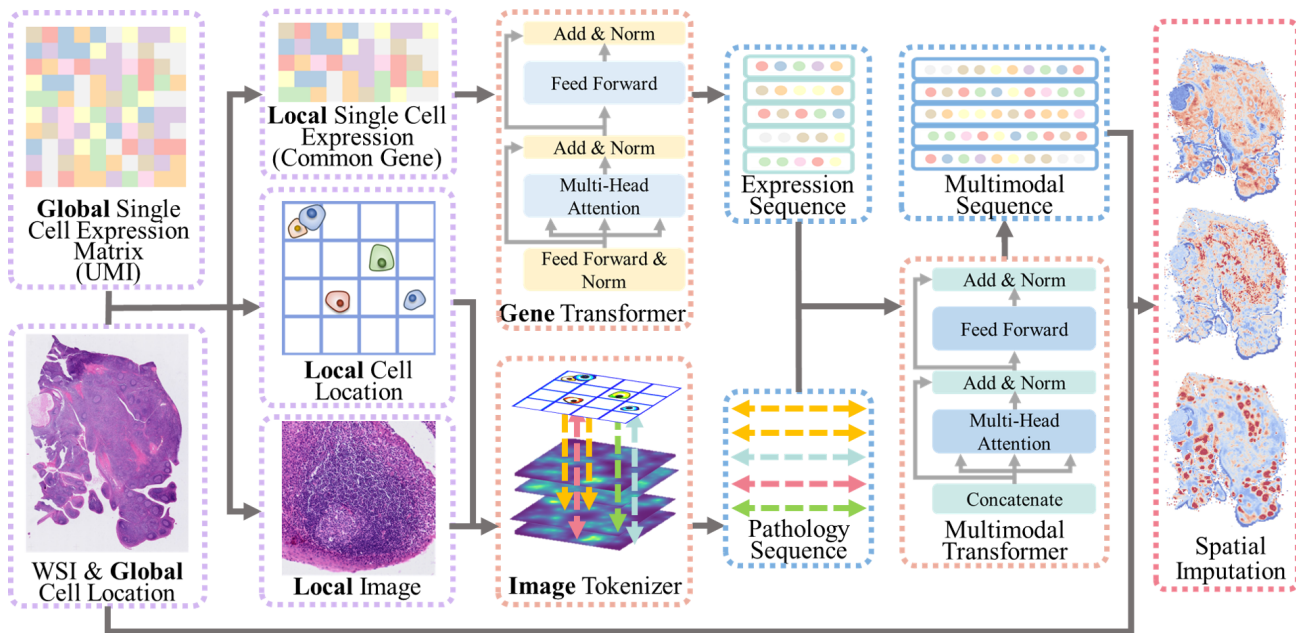 Global Single
Cell Expression
Matrix
(UMI)
WSI & Global
Cell Location
Local Single Cell
Expression
(Common Gene)
Local Cell
Location
Local Image
Add & Norm
Feed Forward
Add & Norm
Multi-Head
Attention
Feed Forward &
Norm
Gene Transformer
Image Tokenizer
Expression
Sequence
Pathology
Sequence
Multimodal
Sequence
Add & Norm
Feed Forward
Add & Norm
Multi-Head
Attention
Concatenate
Multimodal
Transformer
Spatial
Imputation